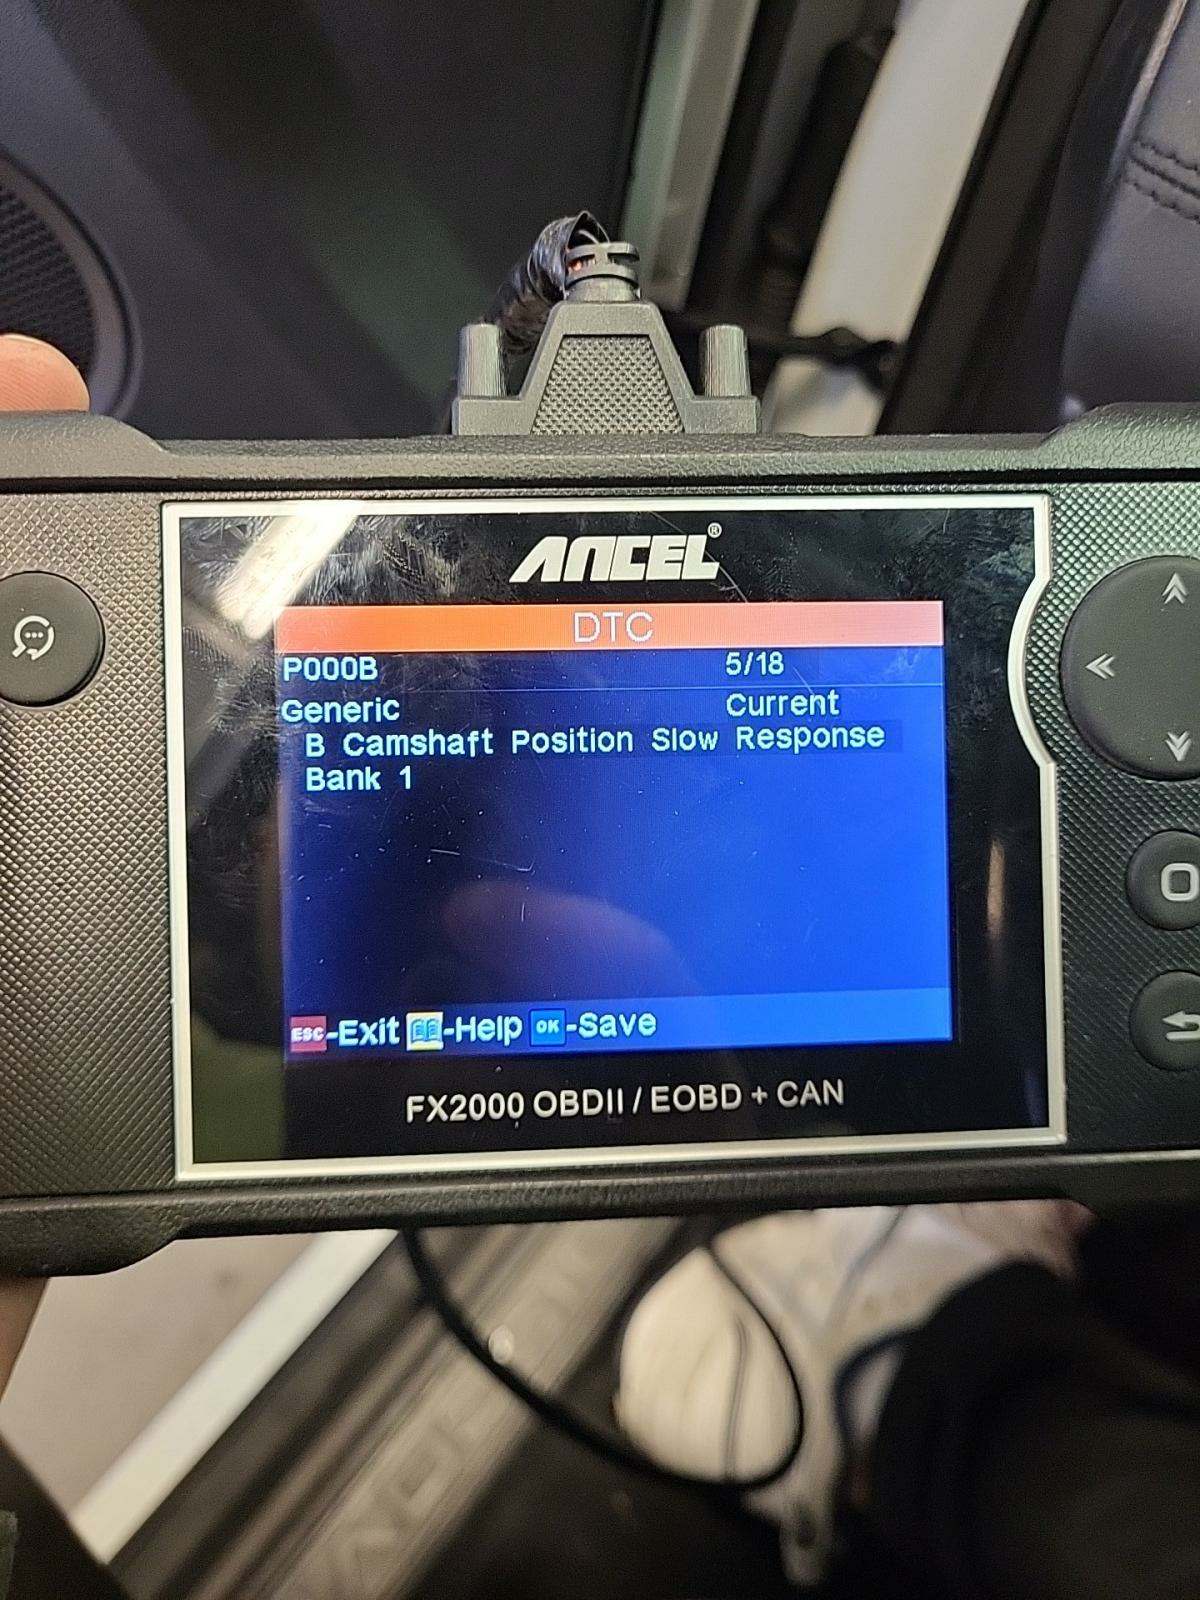 ANCEL®
DTC
P000B 5/18
Generic Current
B Camshaft Position Slow Response
Bank 1
ESC-Exit -Help OK-Save
FX2000 OBDII / EOBD + CAN